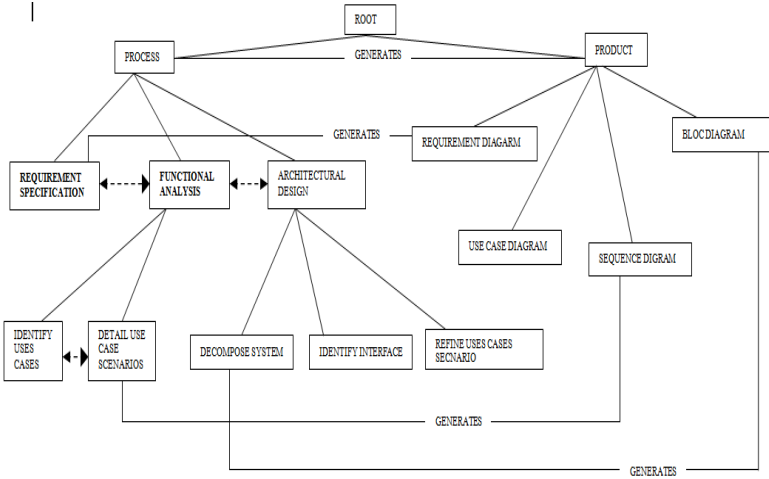 ROOT
PROCESS
GENERATES
PRODUCT
GENERATES
REQUIREMENT DIAGARM
BLOC DIAGRAM
REQUIREMENT
SPECIFICATION
FUNCTIONAL
ANALYSIS
ARCHITECTURAL
DESIGN
USE CASE DIAGRAM
SEQUENCE DIGRAM
IDENTIFY
USES
CASES
DETAIL USE
CASE
SCENARIOS
DECOMPOSE SYSTEM
IDENTIFY INTERFACE
REFINE USES CASES
SECNARIO
GENERATES
GENERATES